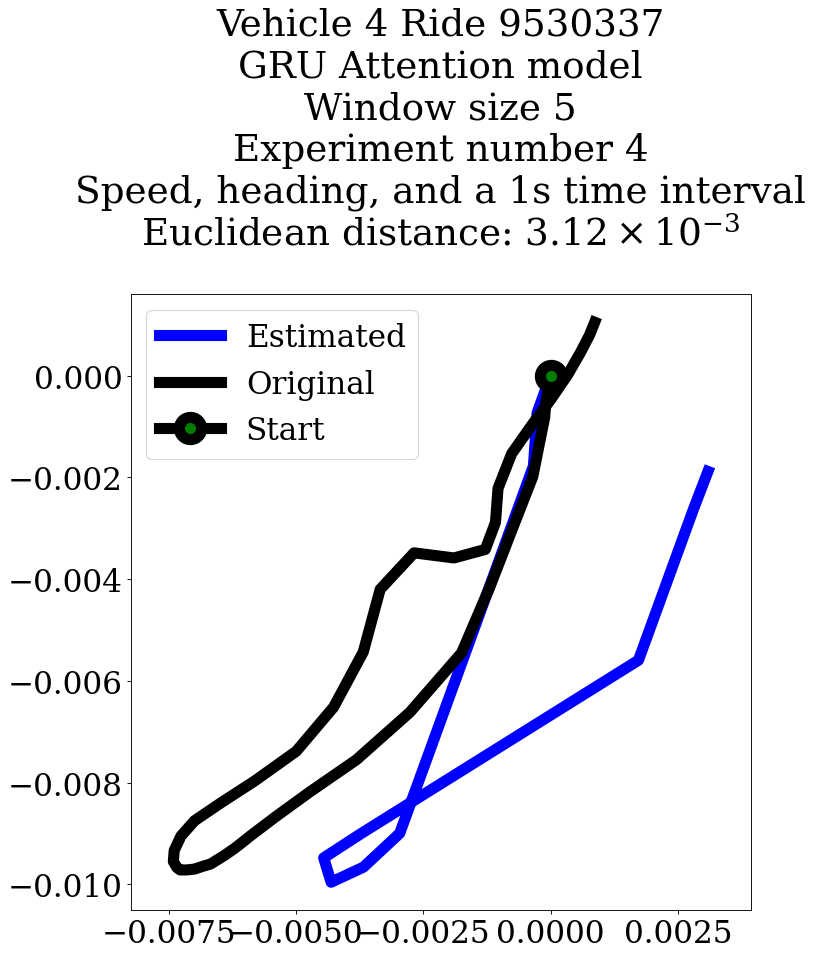 Vehicle 4 Ride 9530337
GRU Attention model
Window size 5
Experiment number 4
Speed, heading, and a 1s time interval
Euclidean distance: 3.12 × 10⁻³
Estimated
Original
Start
0.000
−0.002
−0.004
−0.006
−0.008
−0.010
−0.0075 −0.0050 −0.0025 0.0000 0.0025